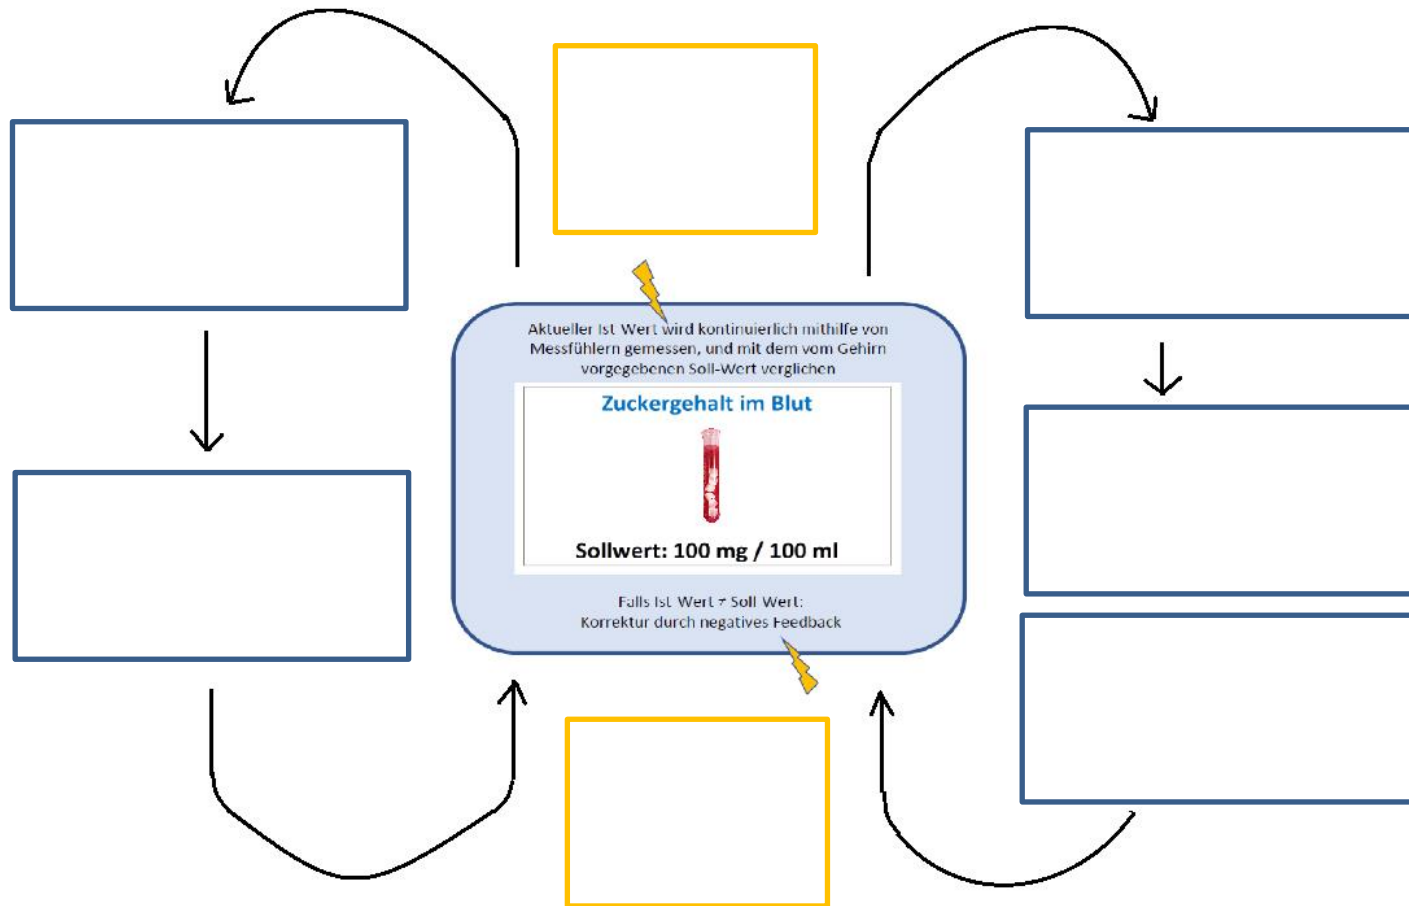 Aktueller Ist Wert wird kontinuierlich mithilfe von
Messfühlern gemessen, und mit dem vom Gehirn
vorgegebenen Soll-Wert verglichen
Zuckergehalt im Blut
Sollwert: 100 mg / 100 ml
Falls Ist Wert ≠ Soll Wert:
Korrektur durch negatives Feedback